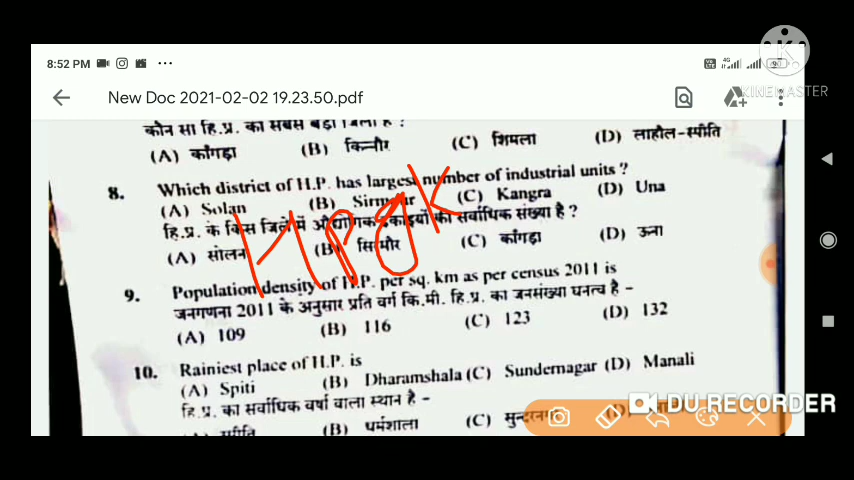 8:52 PM
New Doc 2021-02-02 19.23.50.pdf
KINEMASTER
कौन सा हि.प्र. का सबसे बड़ा जिला है ?
(A) काँगड़ा (B) किन्नौर (C) शिमला (D) लाहौल-स्पीति
8. Which district of H.P. has largest number of industrial units ?
(A) Solan (B) Sirmaur (C) Kangra (D) Una
हि.प्र. के किस जिले में औद्योगिक इकाइयों की सर्वाधिक संख्या है ?
(A) सोलन (B) सिरमौर (C) काँगड़ा (D) ऊना
HPgk
9. Population density of H.P. per sq. km as per census 2011 is
जनगणना 2011 के अनुसार प्रति वर्ग कि.मी. हि.प्र. का जनसंख्या घनत्व है -
(A) 109 (B) 116 (C) 123 (D) 132
10. Rainiest place of H.P. is
(A) Spiti (B) Dharamshala (C) Sundernagar (D) Manali
हि.प्र. का सर्वाधिक वर्षा वाला स्थान है -
(A) स्पीति (B) धर्मशाला (C) सुन्दरनगर (D)
DU RECORDER